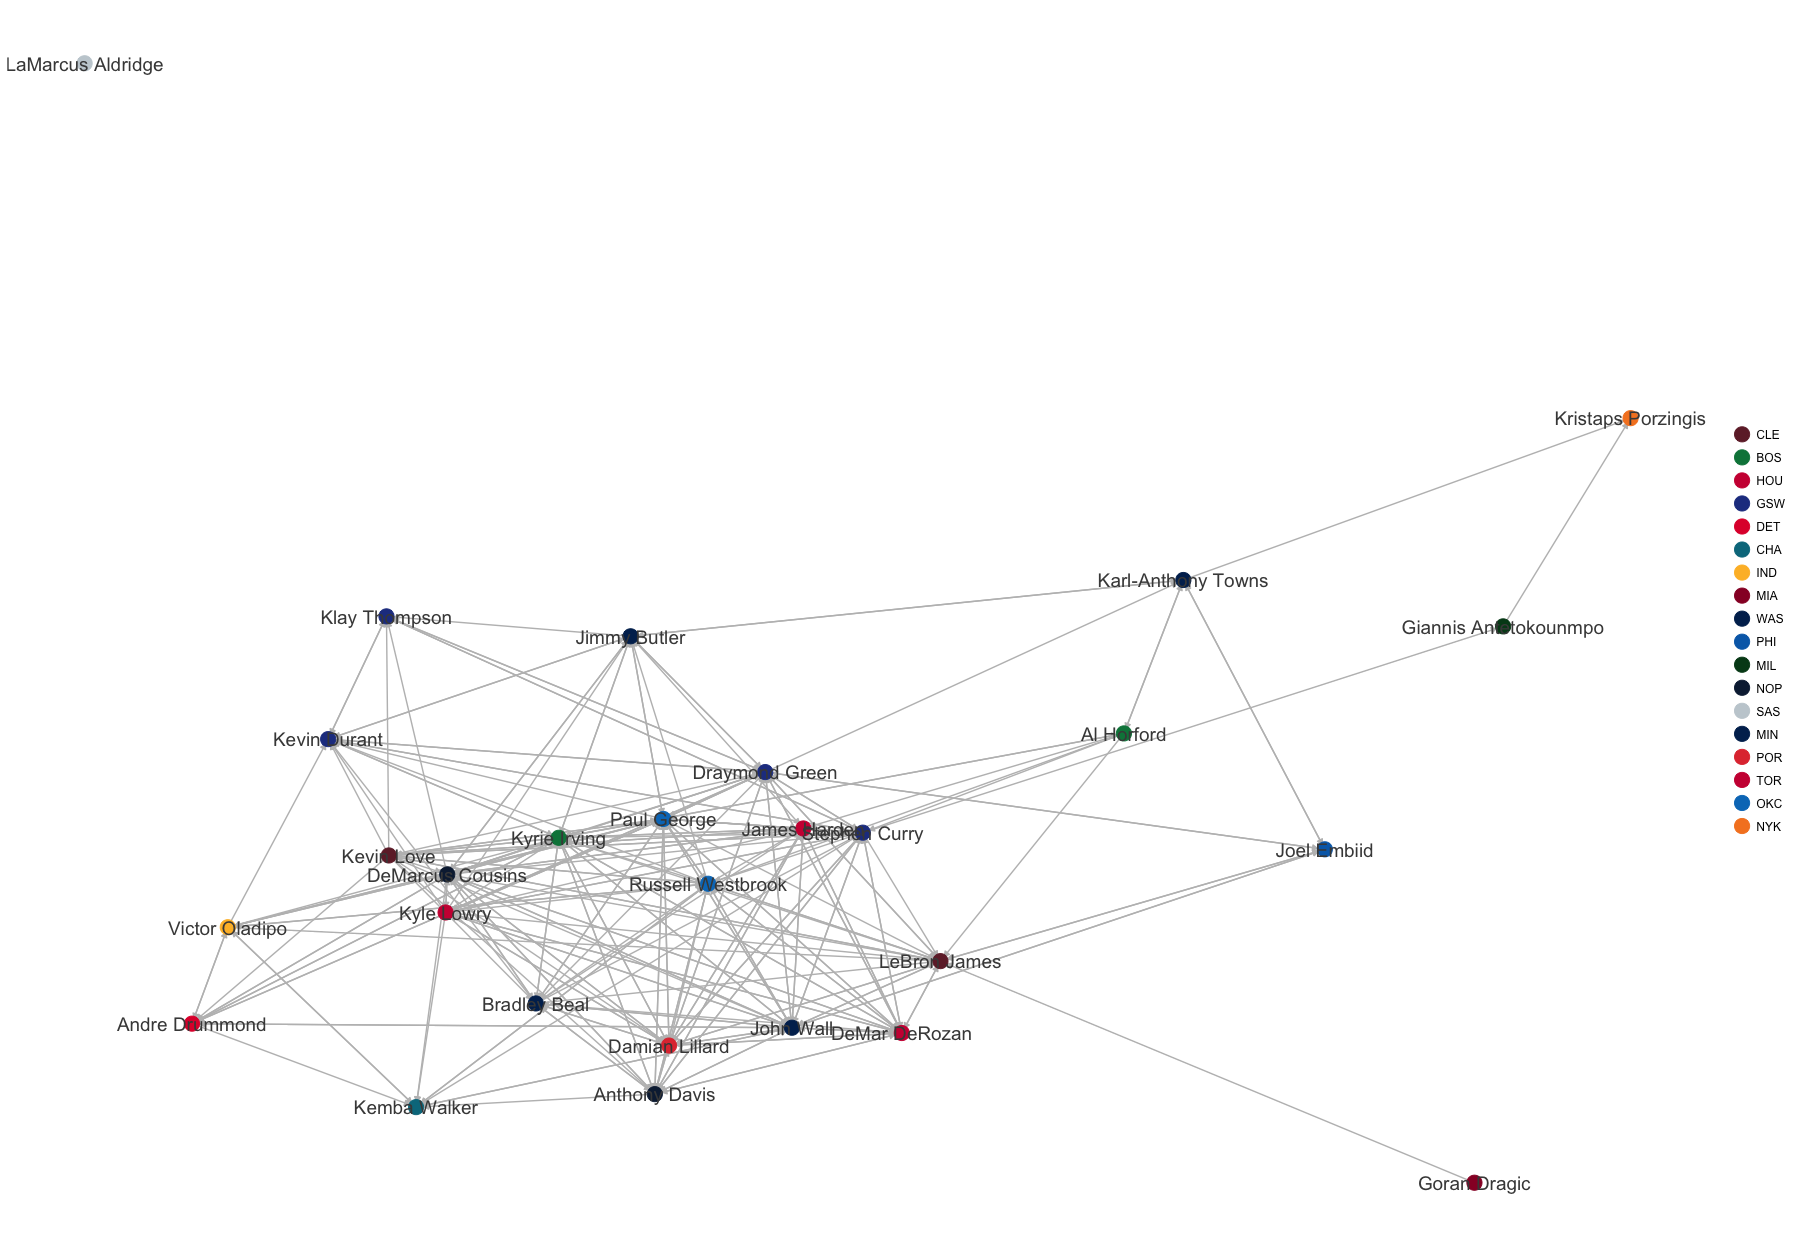 LaMarcus Aldridge
Kristaps Porzingis
CLE
BOS
HOU
GSW
DET
CHA
IND
MIA
WAS
PHI
MIL
NOP
SAS
MIN
POR
TOR
OKC
NYK
Karl-Anthony Towns
Klay Thompson
Giannis Antetokounmpo
Jimmy Butler
Al Horford
Kevin Durant
Draymond Green
Paul George
James Harden
Stephen Curry
Kyrie Irving
Joel Embiid
Kevin Love
DeMarcus Cousins
Russell Westbrook
Kyle Lowry
Victor Oladipo
LeBron James
Bradley Beal
Andre Drummond
John Wall
DeMar DeRozan
Damian Lillard
Anthony Davis
Kemba Walker
Goran Dragic